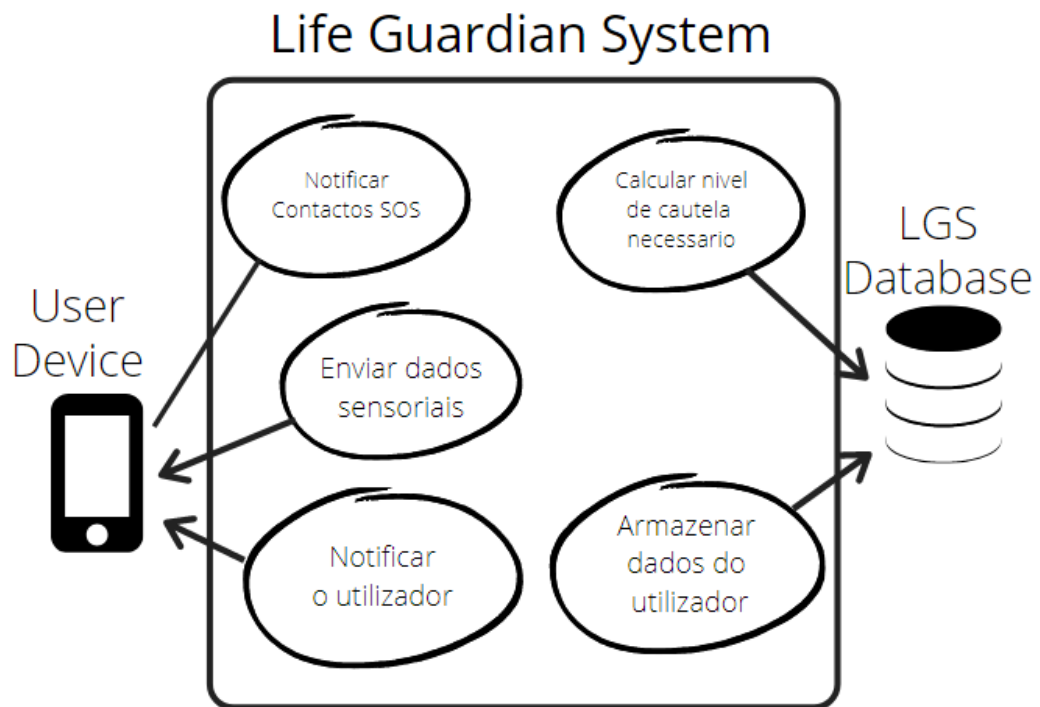 Life Guardian System
Notificar
Contactos SOS
Calcular nivel
de cautela
necessario
LGS
Database
User
Device
Enviar dados
sensoriais
Notificar
o utilizador
Armazenar
dados do
utilizador